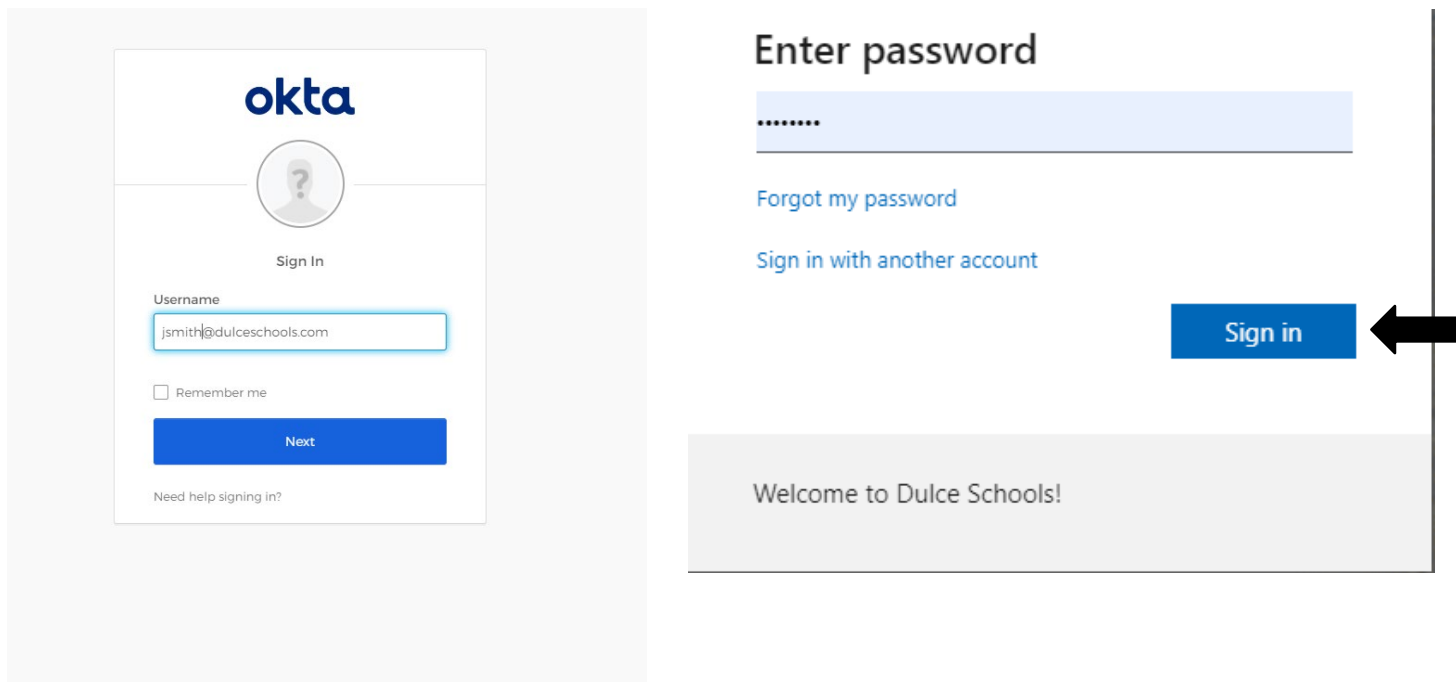 okta
?
Sign In
Username
jsmith@dulceschools.com
Remember me
Next
Need help signing in?
Enter password
........
Forgot my password
Sign in with another account
Sign in
Welcome to Dulce Schools!